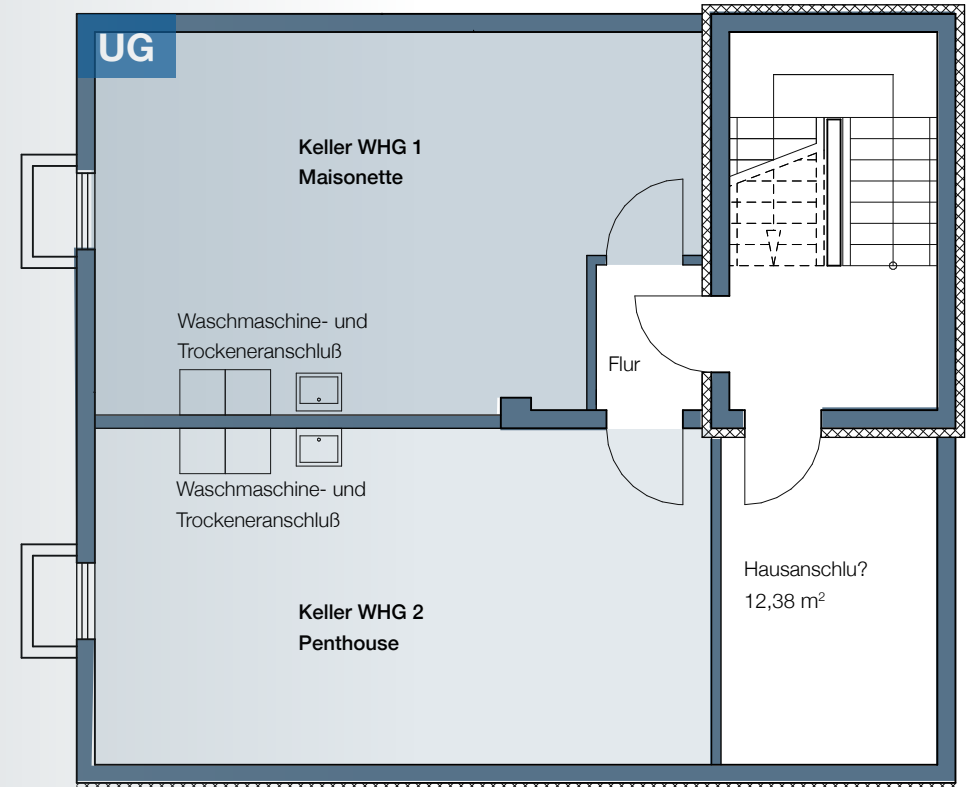 UG
Keller WHG 1
Maisonette
Waschmaschine- und
Trockeneranschluß
Flur
Waschmaschine- und
Trockeneranschluß
Hausanschlu?
12,38 m²
Keller WHG 2
Penthouse